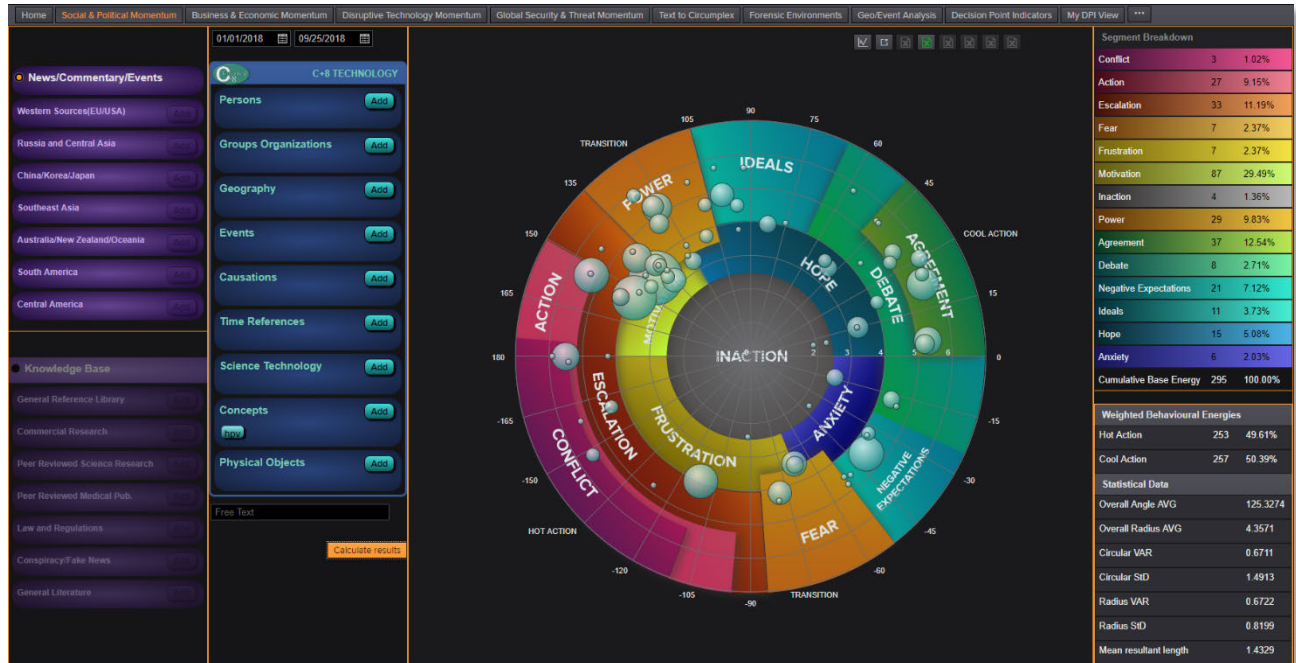 Home Social & Political Momentum Business & Economic Momentum Disruptive Technology Momentum Global Security & Threat Momentum Text to Circumplex Forensic Environments Geo/Event Analysis Decision Point Indicators My DPI View ...
01/01/2018 09/25/2018
News/Commentary/Events
Western Sources(EU/USA) Add
Russia and Central Asia Add
China/Korea/Japan Add
Southeast Asia Add
Australia/New Zealand/Oceania Add
South America Add
Central America Add
Knowledge Base
General Reference Library
Commercial Research
Peer Reviewed Science Research
Peer Reviewed Medical Pub.
Law and Regulations
Conspiracy/Fake News
General Literature
C+8 TECHNOLOGY
Persons Add
Groups Organizations Add
Geography Add
Events Add
Causations Add
Time References Add
Science Technology Add
Concepts Add
hpv
Physical Objects Add
Free Text
Calculate results
90
105 75
TRANSITION 60
135 45
150 COOL ACTION
165 15
180 0
-165 -15
-150 -30
HOT ACTION -45
-120 -60
-105 TRANSITION
-90
IDEALS
POWER
AGREEMENT
HOPE
DEBATE
ACTION
INACTION
2 3 4 5 6
ESCALATION
FRUSTRATION
ANXIETY
CONFLICT
NEGATIVE
EXPECTATIONS
FEAR
Segment Breakdown
Conflict 3 1.02%
Action 27 9.15%
Escalation 33 11.19%
Fear 7 2.37%
Frustration 7 2.37%
Motivation 87 29.49%
Inaction 4 1.36%
Power 29 9.83%
Agreement 37 12.54%
Debate 8 2.71%
Negative Expectations 21 7.12%
Ideals 11 3.73%
Hope 15 5.08%
Anxiety 6 2.03%
Cumulative Base Energy 295 100.00%
Weighted Behavioural Energies
Hot Action 253 49.61%
Cool Action 257 50.39%
Statistical Data
Overall Angle AVG 125.3274
Overall Radius AVG 4.3571
Circular VAR 0.6711
Circular StD 1.4913
Radius VAR 0.6722
Radius StD 0.8199
Mean resultant length 1.4329